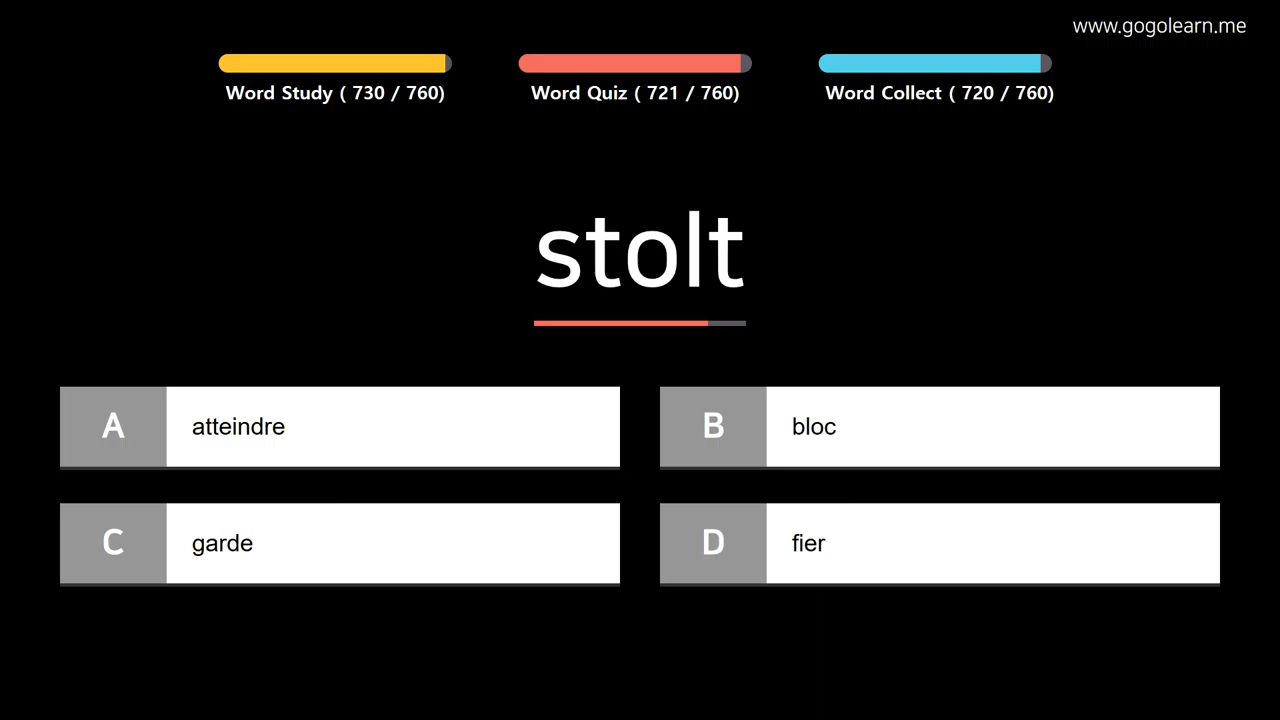 www.gogolearn.me
Word Study ( 730 / 760)
Word Quiz ( 721 / 760)
Word Collect ( 720 / 760)
stolt
A atteindre
B bloc
C garde
D fier